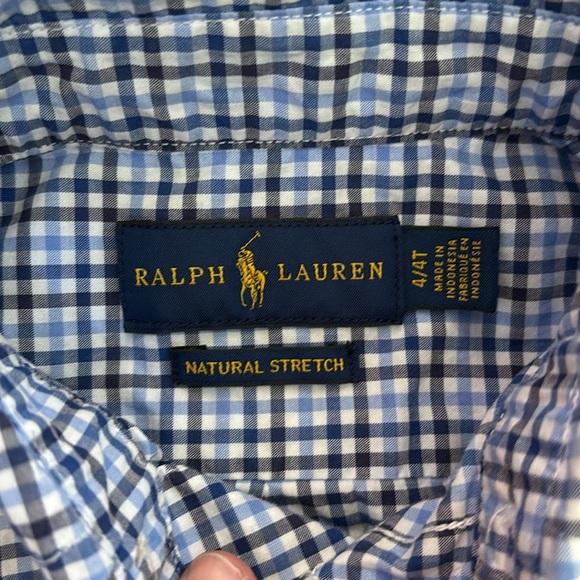 RALPH LAUREN
4/4T
MADE IN
INDONESIA
FABRIQUÉ EN
INDONÉSIE
NATURAL STRETCH